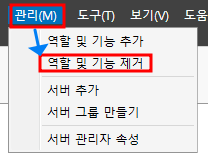 관리(M) 도구(T) 보기(V) 도움말
역할 및 기능 추가
역할 및 기능 제거
서버 추가
서버 그룹 만들기
서버 관리자 속성